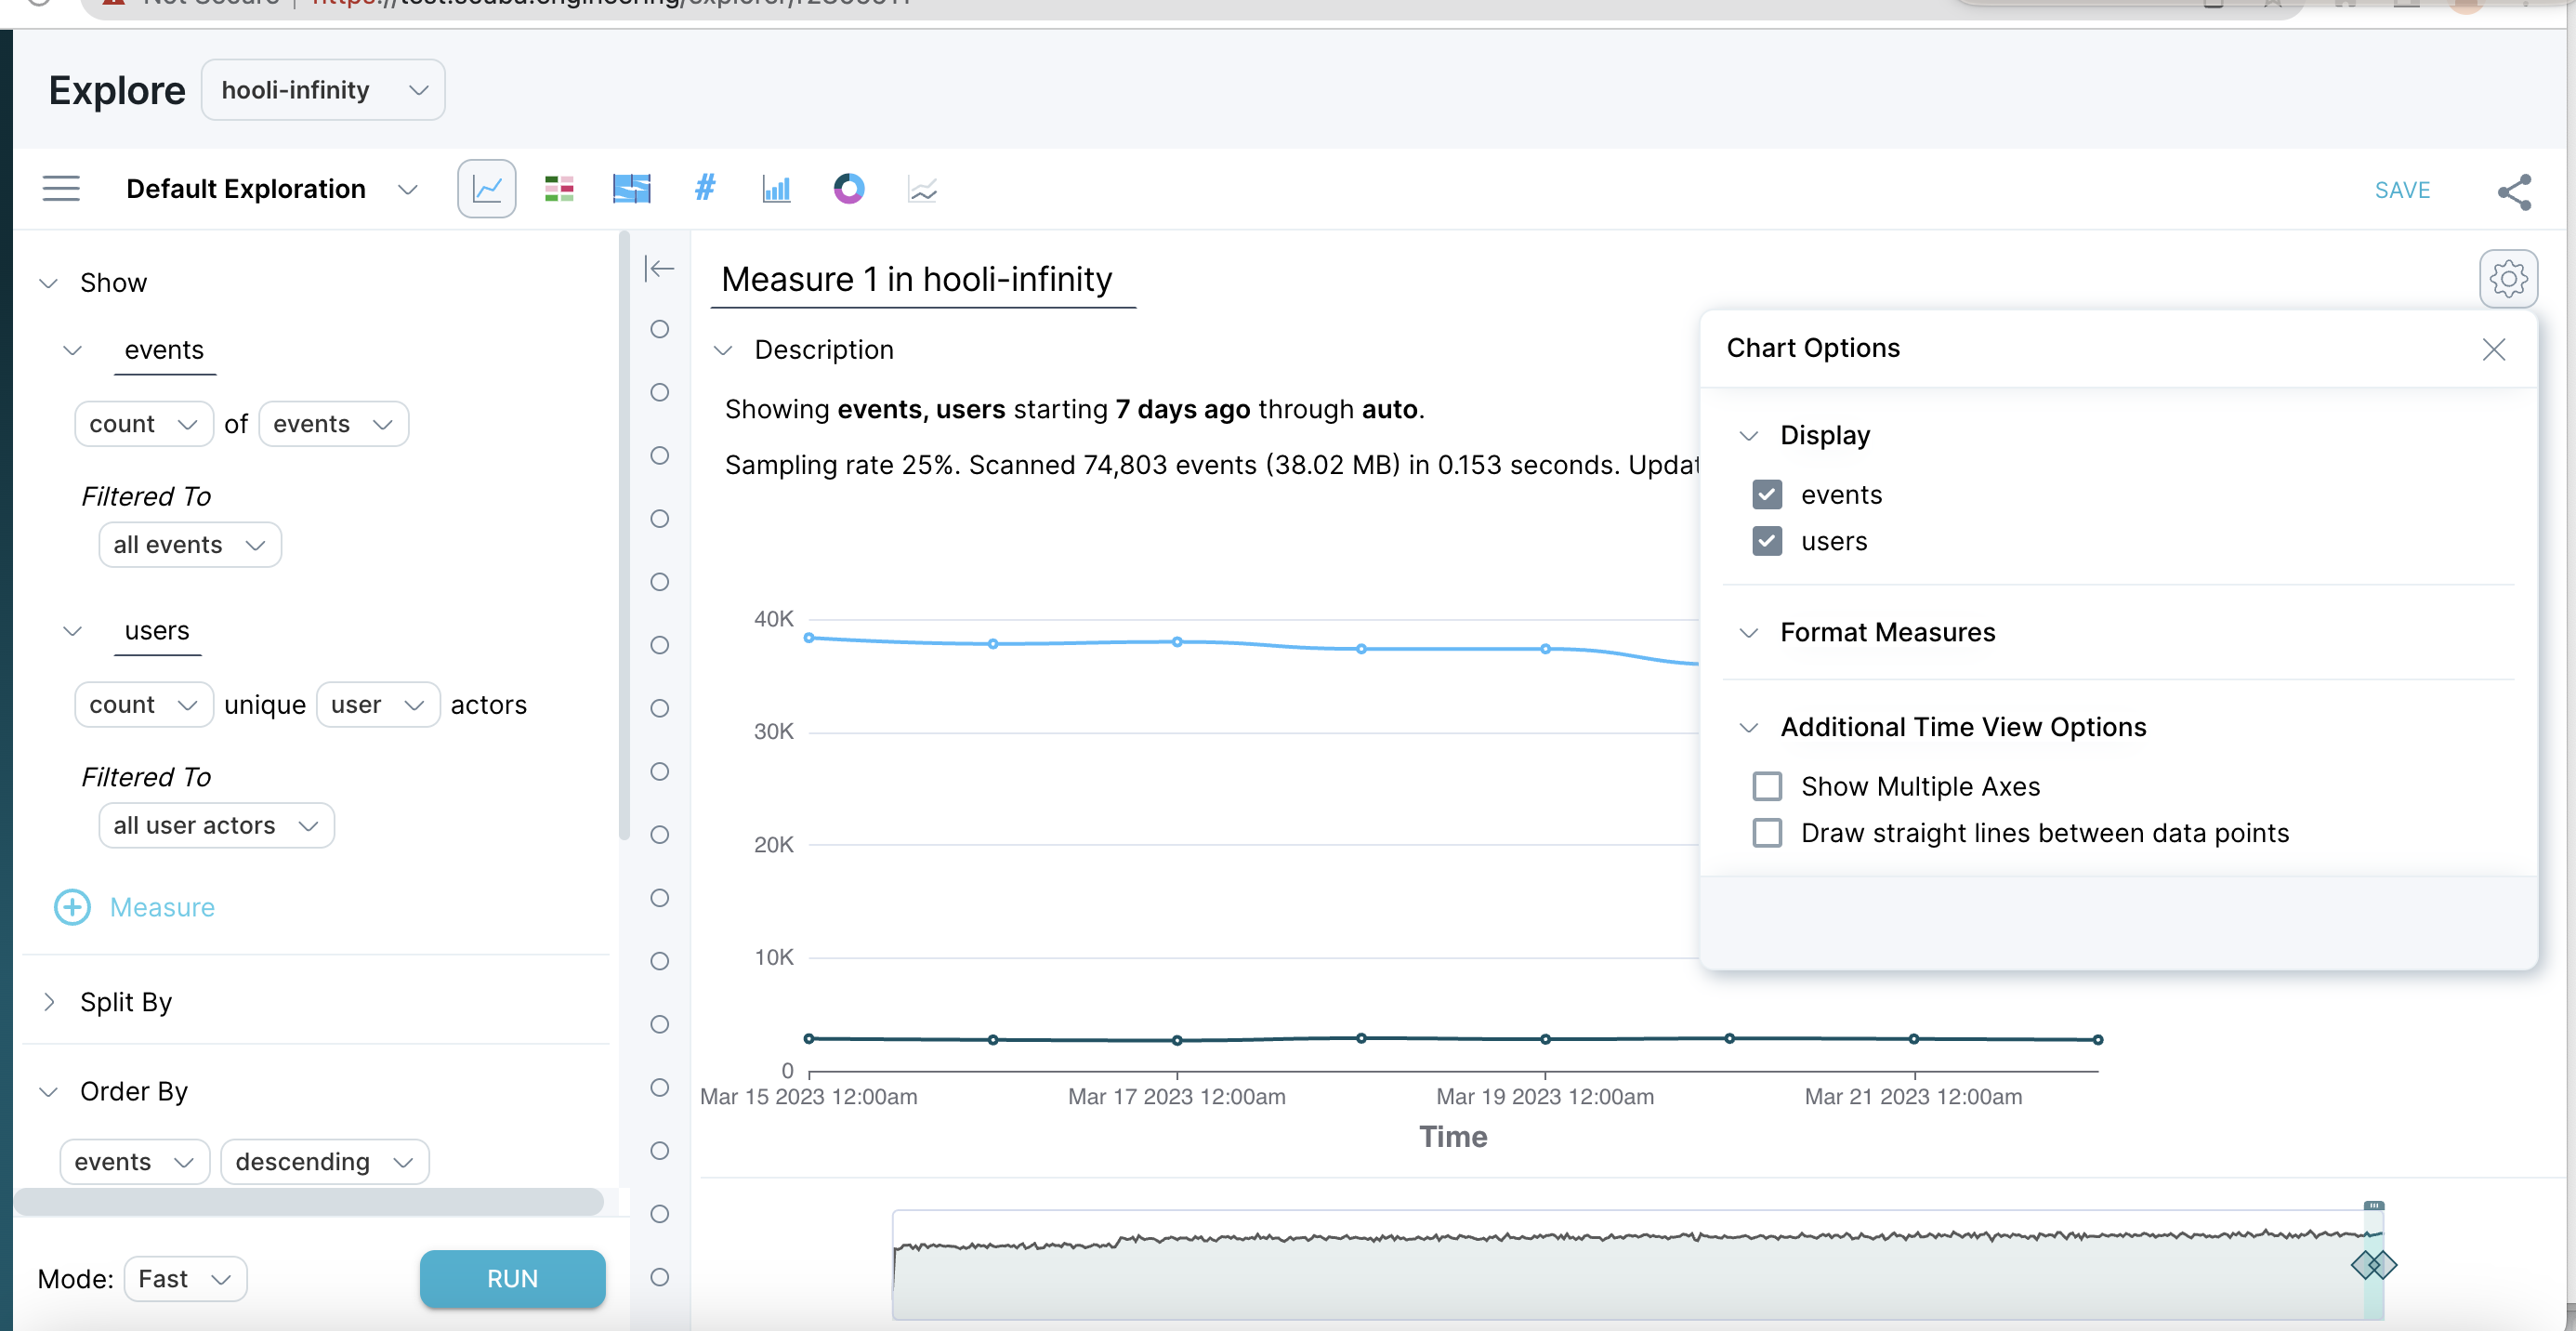 Explore hooli-infinity
Default Exploration # SAVE
Show
events
count of events
Filtered To
all events
users
count unique user actors
Filtered To
all user actors
Measure
Split By
Order By
events descending
Mode: Fast RUN
Measure 1 in hooli-infinity
Description
Showing events, users starting 7 days ago through auto.
Sampling rate 25%. Scanned 74,803 events (38.02 MB) in 0.153 seconds.
40K
30K
20K
10K
0
Mar 15 2023 12:00am Mar 17 2023 12:00am Mar 19 2023 12:00am Mar 21 2023 12:00am
Time
Chart Options
Display
events
users
Format Measures
Additional Time View Options
Show Multiple Axes
Draw straight lines between data points